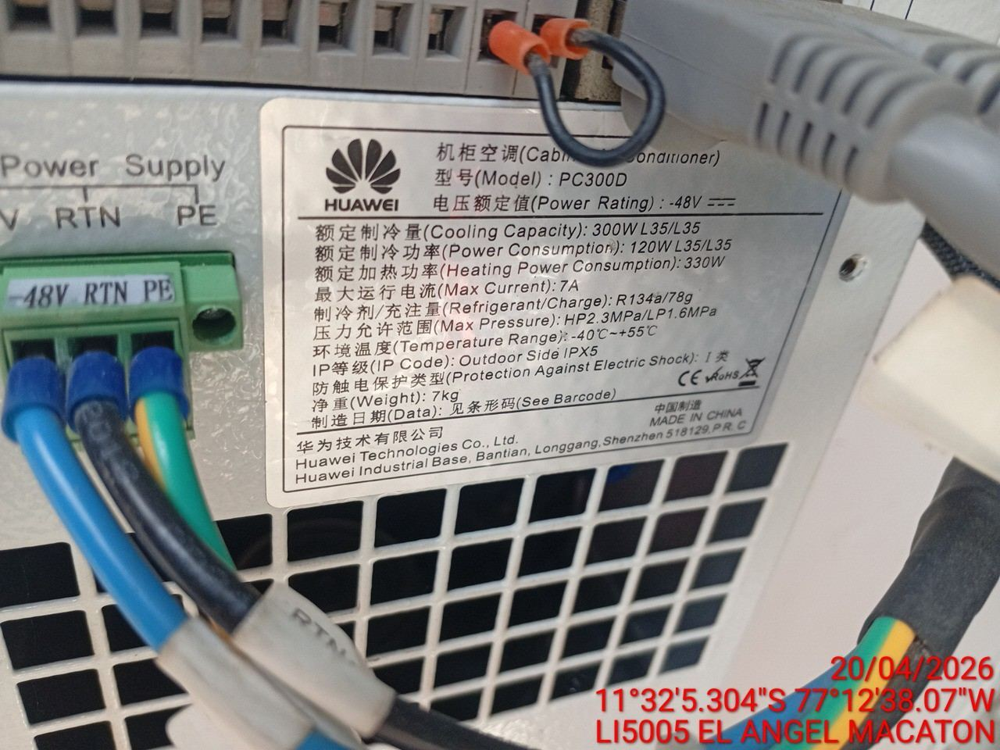 Power Supply
V RTN PE
-48V RTN PE
HUAWEI
机柜空调(Cabin Conditioner)
型号(Model) : PC300D
电压额定值(Power Rating) : -48V
额定制冷量(Cooling Capacity): 300W L35/L35
额定制冷功率(Power Consumption): 120W L35/L35
额定加热功率(Heating Power Consumption): 330W
最大运行电流(Max Current): 7A
制冷剂/充注量(Refrigerant/Charge): R134a/78g
压力允许范围(Max Pressure): HP2.3MPa/LP1.6MPa
环境温度(Temperature Range): -40℃~+55℃
IP等级(IP Code): Outdoor Side IPX5
防触电保护类型(Protection Against Electric Shock): I 类
净重(Weight): 7kg
制造日期(Data): 见条形码(See Barcode)
CE RoHS
中国制造
MADE IN CHINA
华为技术有限公司
Huawei Technologies Co., Ltd.
Huawei Industrial Base, Bantian, Longgang, Shenzhen 518129, P.R. C
RTN
20/04/2026
11°32'5.304"S 77°12'38.07"W
LI5005 EL ANGEL MACATON